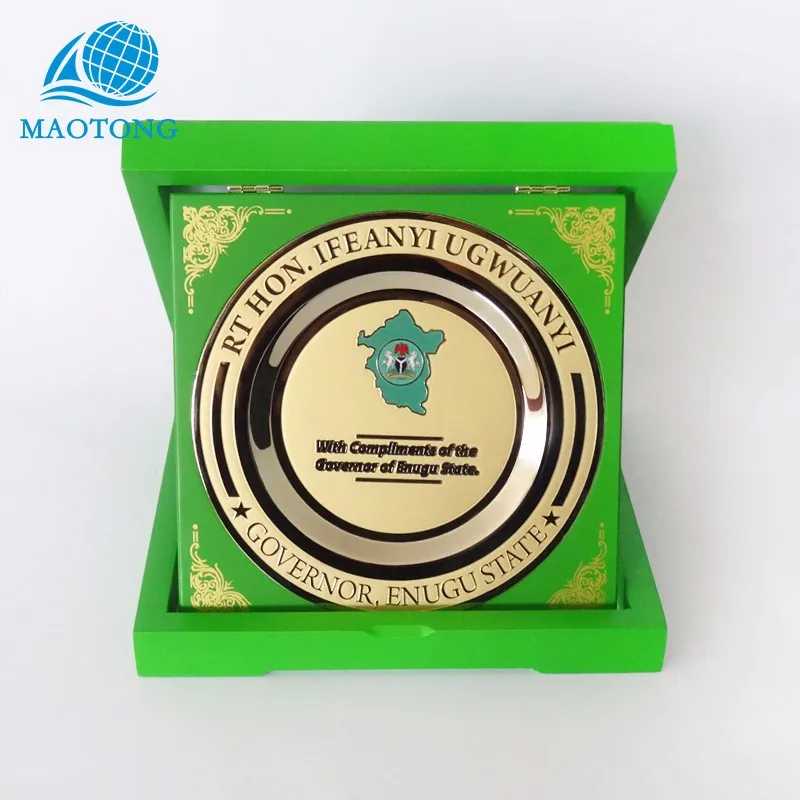 MAOTONG
RT HON. IFEANYI UGWUANYI
With Compliments of the
Governor of Enugu State.
★ GOVERNOR, ENUGU STATE ★